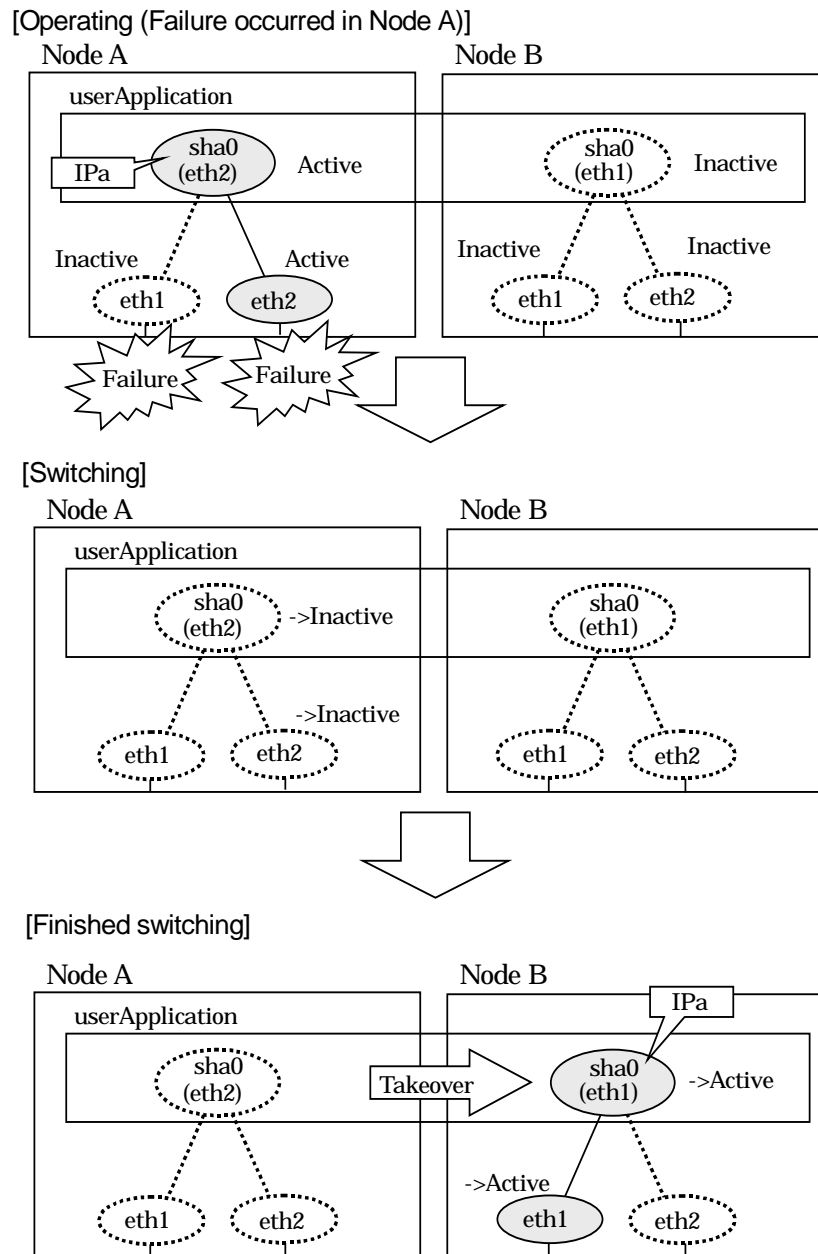 [Operating (Failure occurred in Node A)]
Node A
Node B
userApplication
sha0
(eth2)
IPa
Active
sha0
(eth1)
Inactive
Inactive
Active
Inactive
Inactive
eth1
eth2
eth1
eth2
Failure
Failure
[Switching]
Node A
Node B
userApplication
sha0
(eth2)
->Inactive
sha0
(eth1)
->Inactive
eth1
eth2
eth1
eth2
[Finished switching]
Node A
Node B
IPa
userApplication
sha0
(eth2)
Takeover
sha0
(eth1)
->Active
->Active
eth1
eth2
eth1
eth2